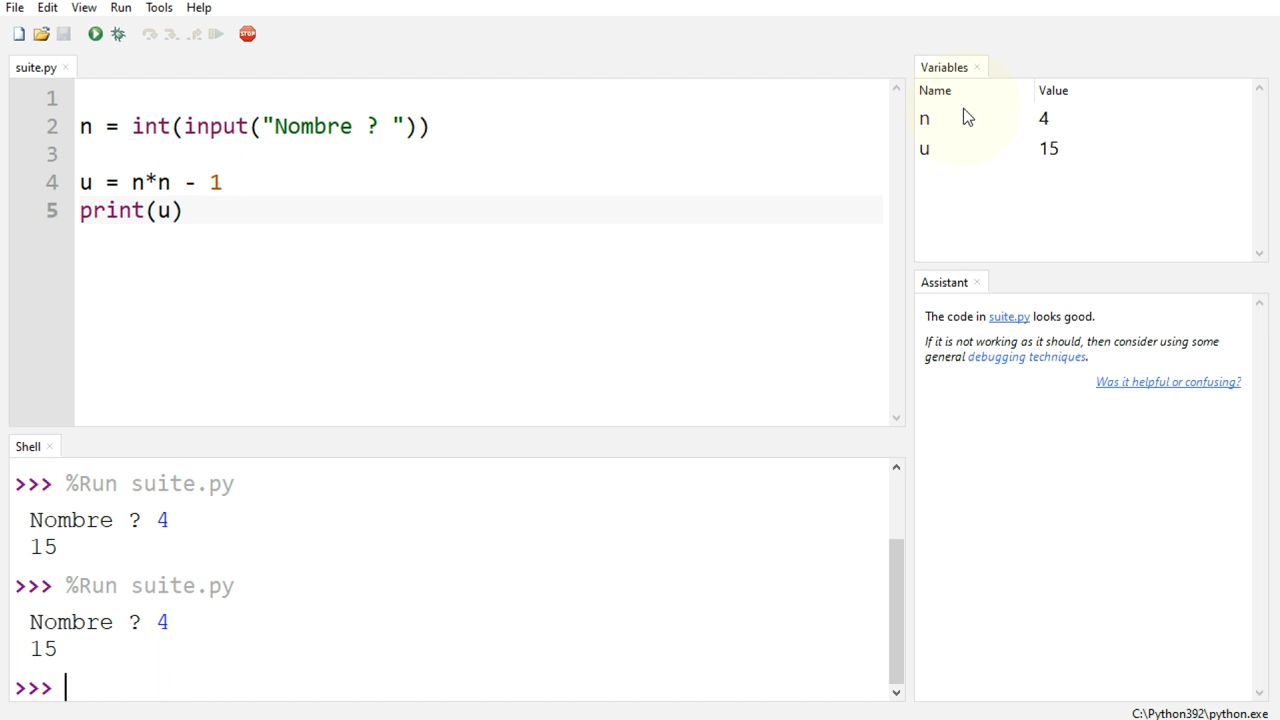 File Edit View Run Tools Help
STOP
suite.py ×
1
2 n = int(input("Nombre ? "))
3
4 u = n*n - 1
5 print(u)
Variables ×
Name Value
n 4
u 15
Assistant ×
The code in suite.py looks good.
If it is not working as it should, then consider using some
general debugging techniques.
Was it helpful or confusing?
Shell ×
>>> %Run suite.py
Nombre ? 4
15
>>> %Run suite.py
Nombre ? 4
15
>>>
C:\Python392\python.exe